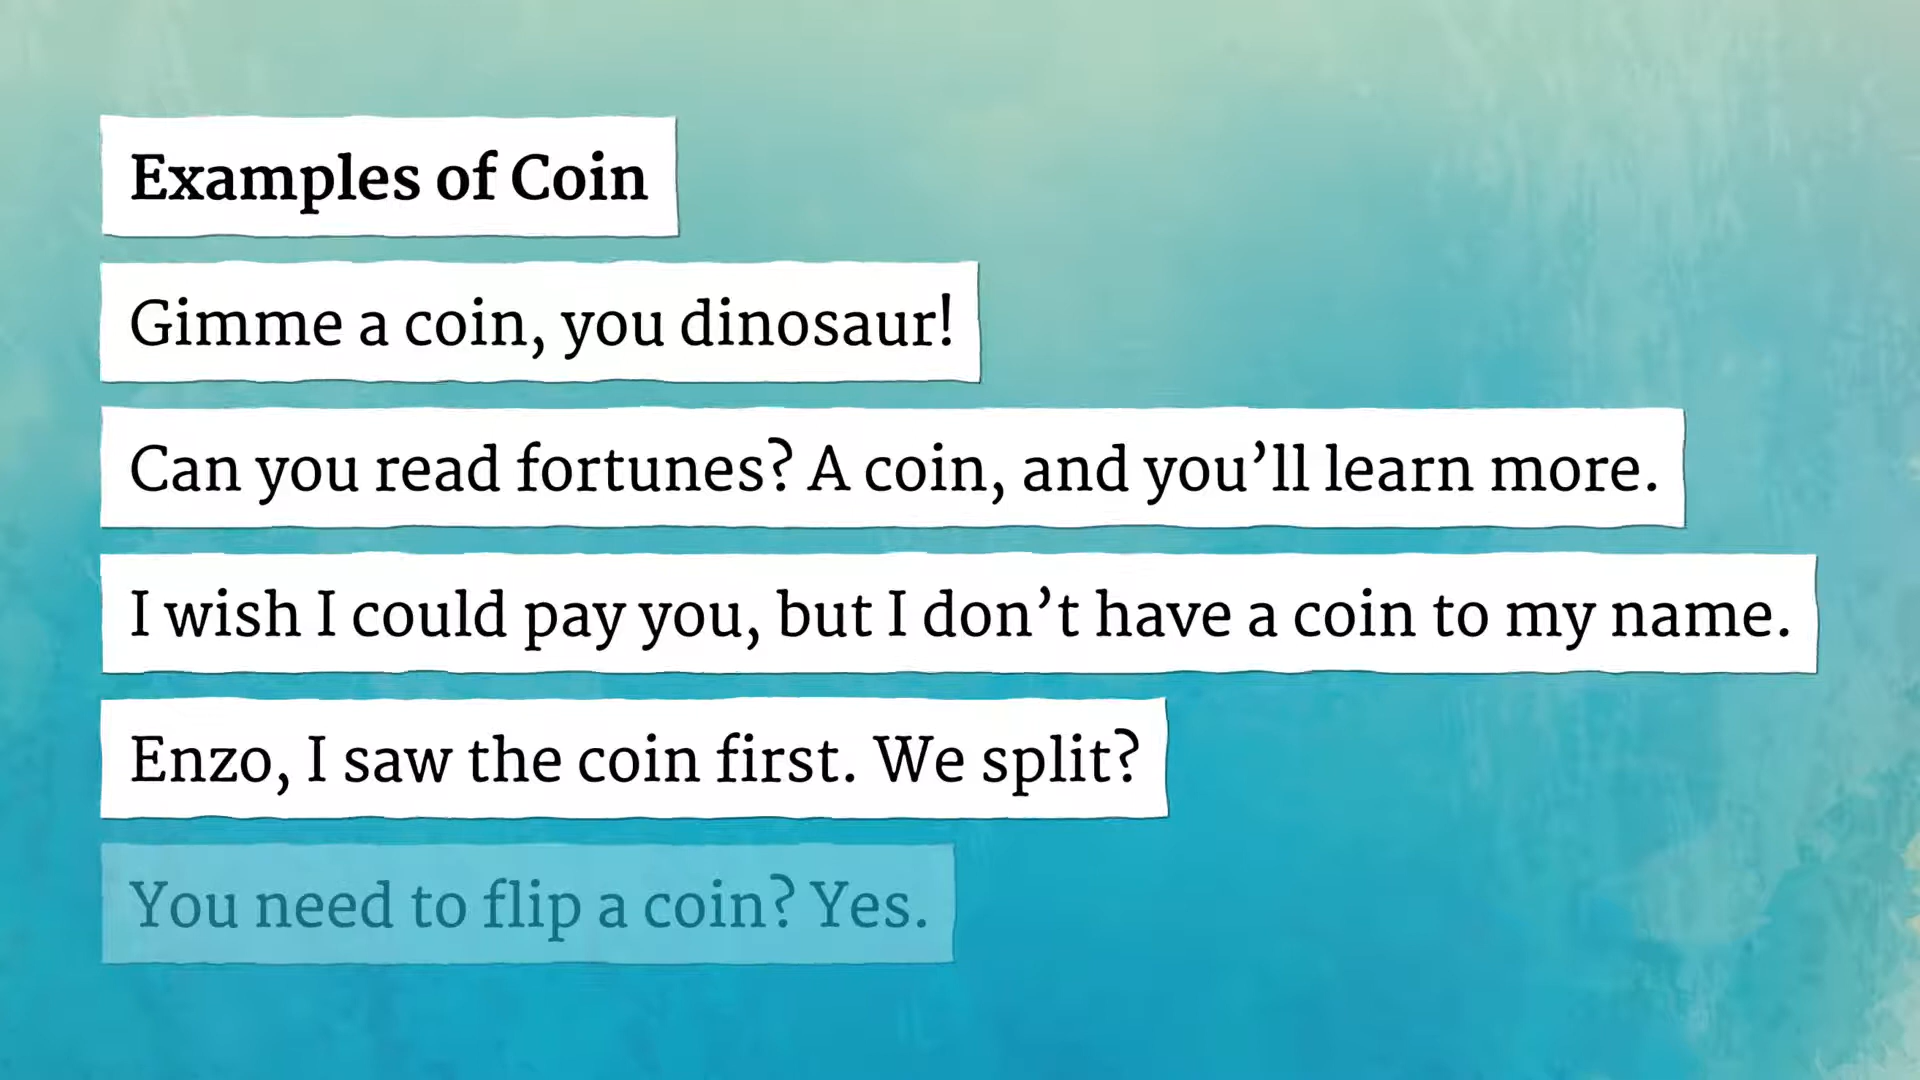 Examples of Coin
Gimme a coin, you dinosaur!
Can you read fortunes? A coin, and you’ll learn more.
I wish I could pay you, but I don’t have a coin to my name.
Enzo, I saw the coin first. We split?
You need to flip a coin? Yes.